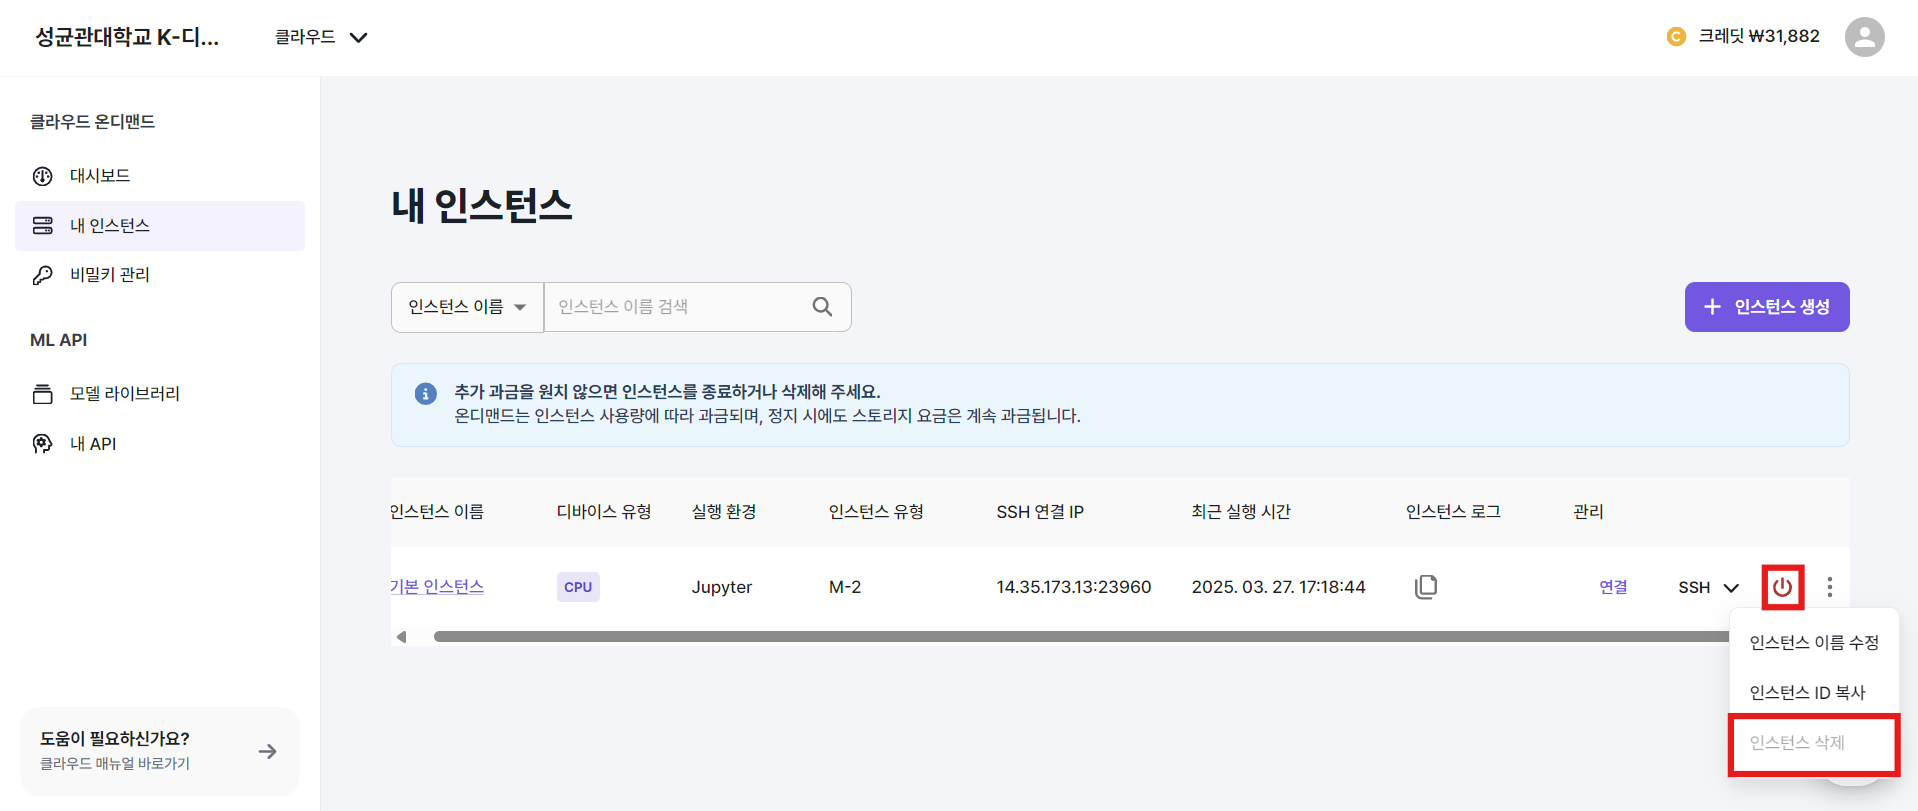 성균관대학교 K-디...
클라우드
크레딧 ₩31,882
클라우드 온디맨드
대시보드
내 인스턴스
비밀키 관리
ML API
모델 라이브러리
내 API
도움이 필요하신가요?
클라우드 매뉴얼 바로가기
내 인스턴스
인스턴스 이름
인스턴스 이름 검색
인스턴스 생성
추가 과금을 원치 않으면 인스턴스를 종료하거나 삭제해 주세요.
온디맨드는 인스턴스 사용량에 따라 과금되며, 정지 시에도 스토리지 요금은 계속 과금됩니다.
인스턴스 이름 디바이스 유형 실행 환경 인스턴스 유형 SSH 연결 IP 최근 실행 시간 인스턴스 로그 관리
기본 인스턴스 CPU Jupyter M-2 14.35.173.13:23960 2025. 03. 27. 17:18:44 연결 SSH
인스턴스 이름 수정
인스턴스 ID 복사
인스턴스 삭제